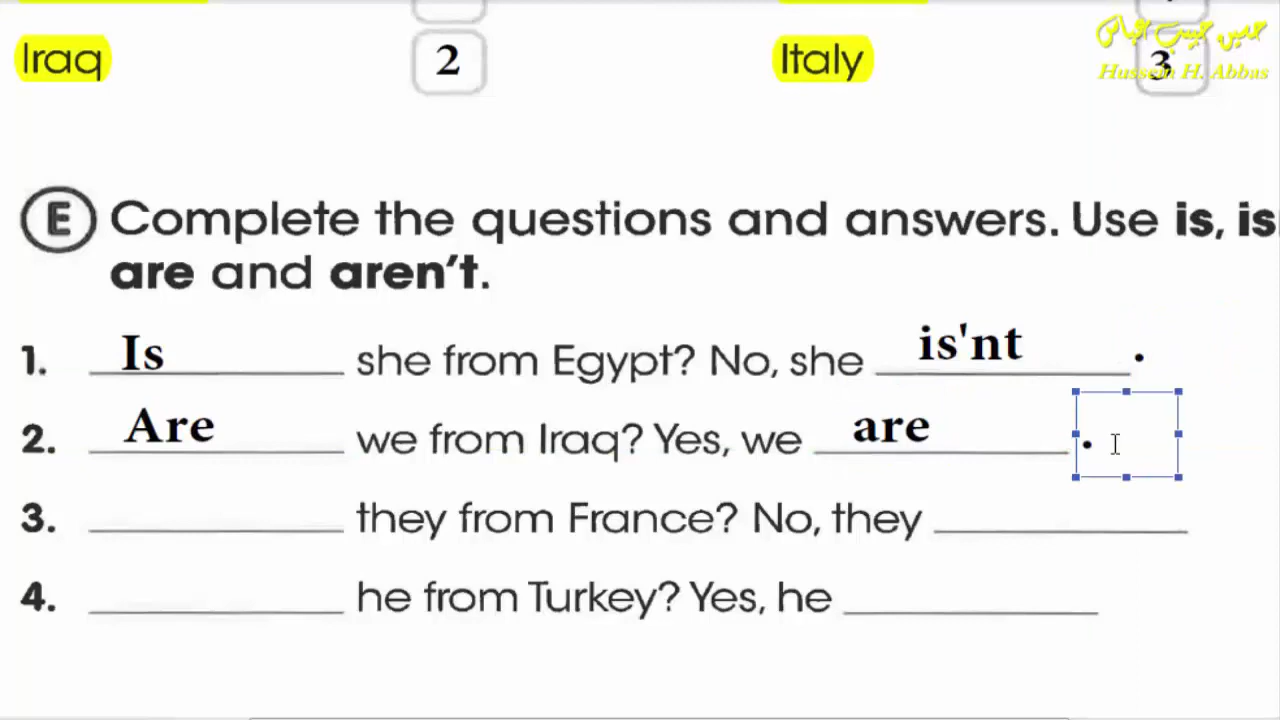 Iraq 2 Italy 3
حسين حبيب عباس
Hussein H. Abbas
E Complete the questions and answers. Use is, is
are and aren't.
1. Is she from Egypt? No, she is'nt .
2. Are we from Iraq? Yes, we are .
3. they from France? No, they
4. he from Turkey? Yes, he